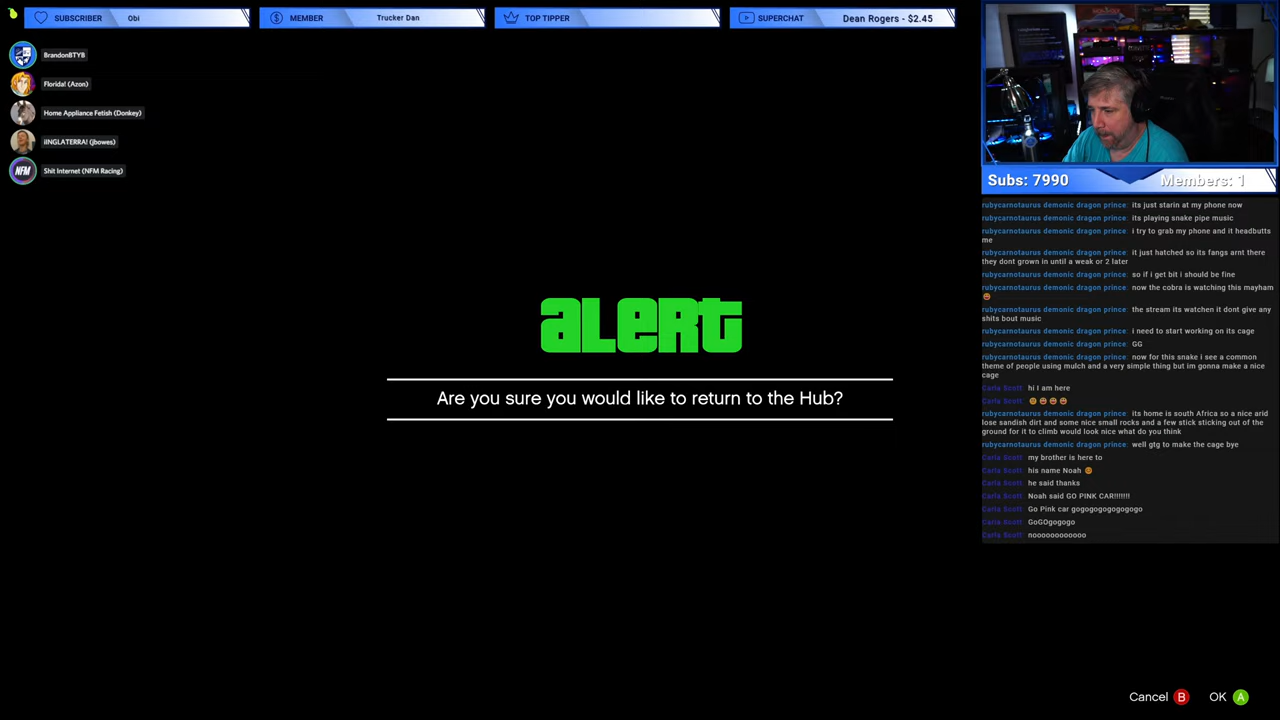 SUBSCRIBER Obi
MEMBER Trucker Dan
TOP TIPPER
SUPERCHAT Dean Rogers - $2.45
BrandonBTYB
Florida! (Azon)
Home Appliance Fetish (Donkey)
iINGLATERRA! (jbowes)
NFM Shit Internet (NFM Racing)
Subs: 7990 Members: 1
rubycarnotaurus demonic dragon prince: its just starin at my phone now
rubycarnotaurus demonic dragon prince: its playing snake pipe music
rubycarnotaurus demonic dragon prince: i try to grab my phone and it headbutts
me
rubycarnotaurus demonic dragon prince: it just hatched so its fangs arnt there
they dont grown in until a weak or 2 later
rubycarnotaurus demonic dragon prince: so if i get bit i should be fine
rubycarnotaurus demonic dragon prince: now the cobra is watching this mayham
rubycarnotaurus demonic dragon prince: the stream its watchen it dont give any
shits bout music
rubycarnotaurus demonic dragon prince: i need to start working on its cage
rubycarnotaurus demonic dragon prince: GG
rubycarnotaurus demonic dragon prince: now for this snake i see a common
theme of people using mulch and a very simple thing but im gonna make a nice
cage
Carla Scott: hi I am here
Carla Scott:
rubycarnotaurus demonic dragon prince: its home is south Africa so a nice arid
lose sandish dirt and some nice small rocks and a few stick sticking out of the
ground for it to climb would look nice what do you think
rubycarnotaurus demonic dragon prince: well gtg to make the cage bye
Carla Scott: my brother is here to
Carla Scott: his name Noah
Carla Scott: he said thanks
Carla Scott: Noah said GO PINK CAR!!!!!!!
Carla Scott: Go Pink car gogogogogogogogo
Carla Scott: GoGOgogogo
Carla Scott: noooooooooooo
aLeRt
Are you sure you would like to return to the Hub?
Cancel B OK A